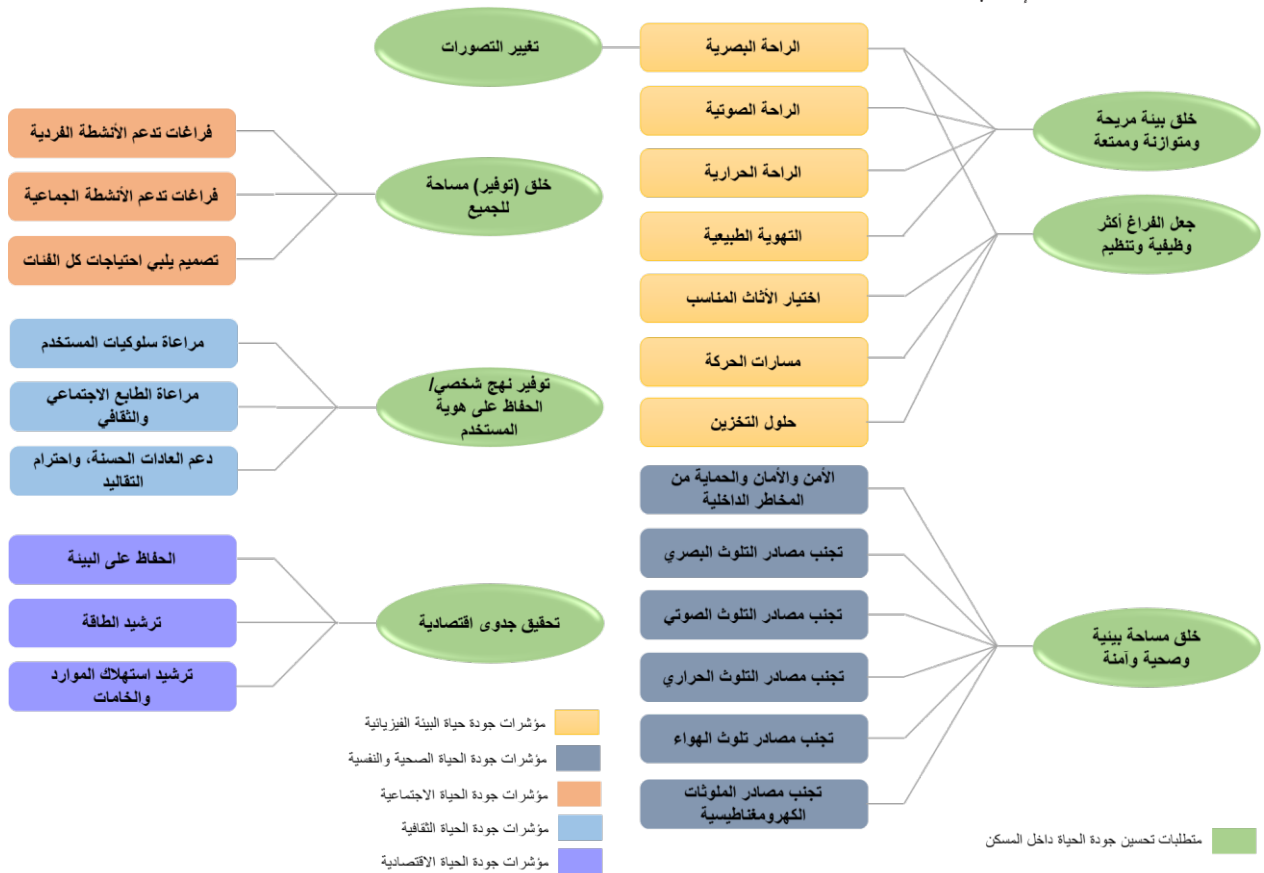 تغيير التصورات
الراحة البصرية
الراحة الصوتية
الراحة الحرارية
التهوية الطبيعية
اختيار الأثاث المناسب
مسارات الحركة
حلول التخزين
خلق بيئة مريحة
ومتوازنة وممتعة
جعل الفراغ أكثر
وظيفية وتنظيم
الأمن والأمان والحماية من
المخاطر الداخلية
تجنب مصادر التلوث البصري
تجنب مصادر التلوث الصوتي
تجنب مصادر التلوث الحراري
تجنب مصادر تلوث الهواء
تجنب مصادر الملوثات
الكهرومغناطيسية
خلق مساحة بيئية
وصحية وآمنة
خلق (توفير) مساحة
للجميع
فراغات تدعم الأنشطة الفردية
فراغات تدعم الأنشطة الجماعية
تصميم يلبي احتياجات كل الفئات
توفير نهج شخصي/
الحفاظ على هوية
المستخدم
مراعاة سلوكيات المستخدم
مراعاة الطابع الاجتماعي
والثقافي
دعم العادات الحسنة، واحترام
التقاليد
تحقيق جدوى اقتصادية
الحفاظ على البيئة
ترشيد الطاقة
ترشيد استهلاك الموارد
والخامات
مؤشرات جودة حياة البيئة الفيزيائية
مؤشرات جودة الحياة الصحية والنفسية
مؤشرات جودة الحياة الاجتماعية
مؤشرات جودة الحياة الثقافية
مؤشرات جودة الحياة الاقتصادية
متطلبات تحسين جودة الحياة داخل المسكن